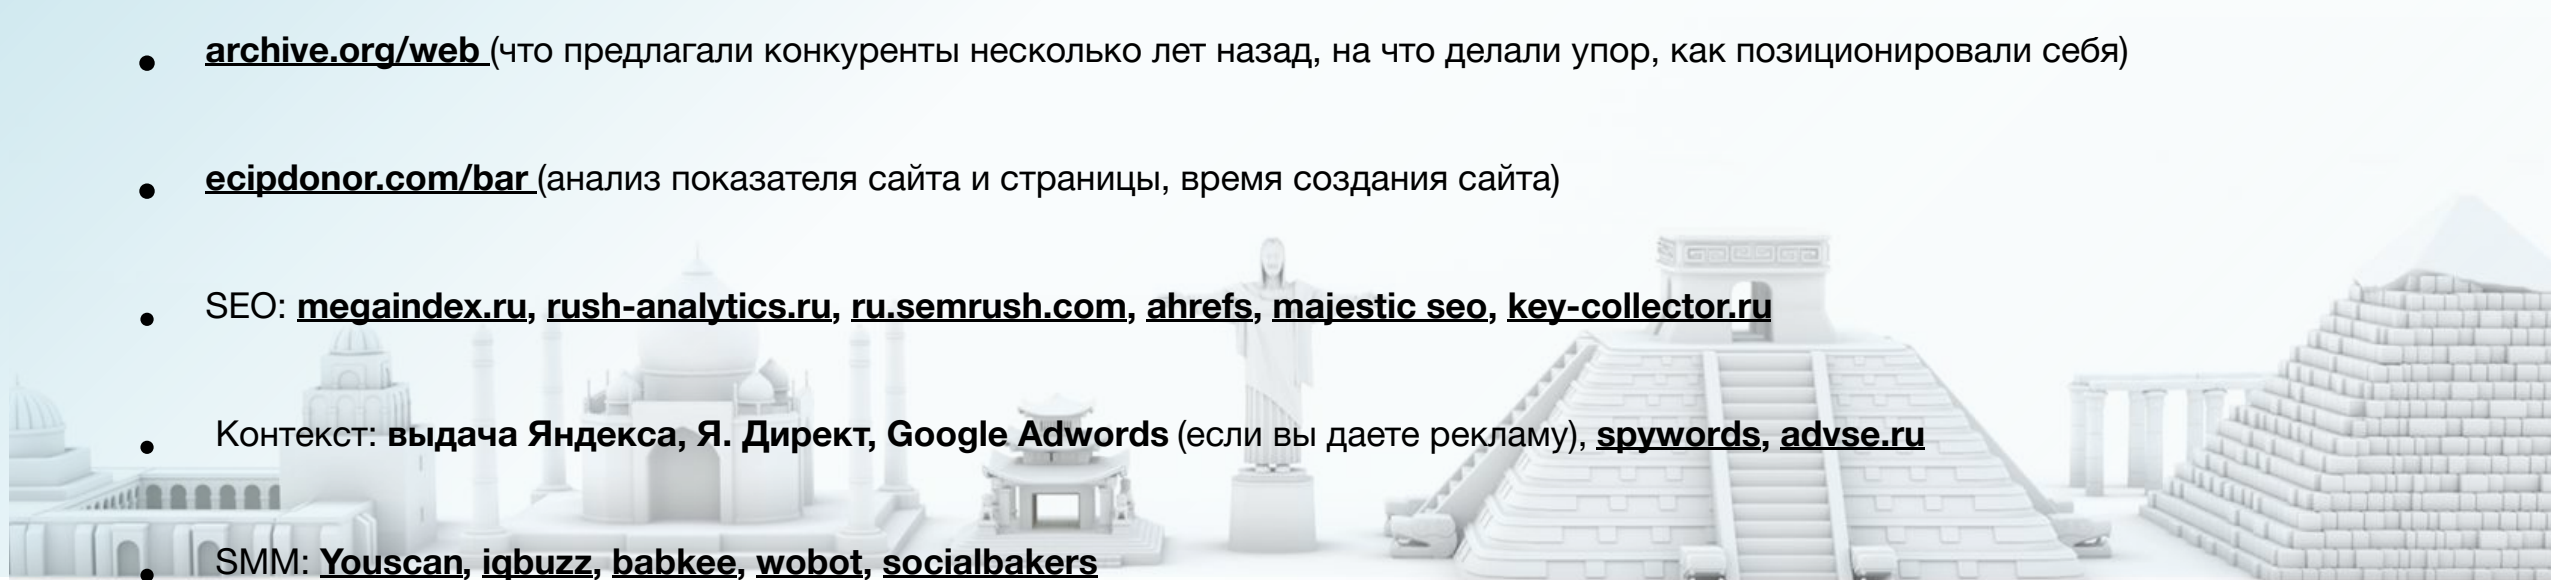 • archive.org/web (что предлагали конкуренты несколько лет назад, на что делали упор, как позиционировали себя)
• ecipdonor.com/bar (анализ показателя сайта и страницы, время создания сайта)
• SEO: megaindex.ru, rush-analytics.ru, ru.semrush.com, ahrefs, majestic seo, key-collector.ru
• Контекст: выдача Яндекса, Я. Директ, Google Adwords (если вы даете рекламу), spywords, advse.ru
• SMM: Youscan, iqbuzz, babkee, wobot, socialbakers